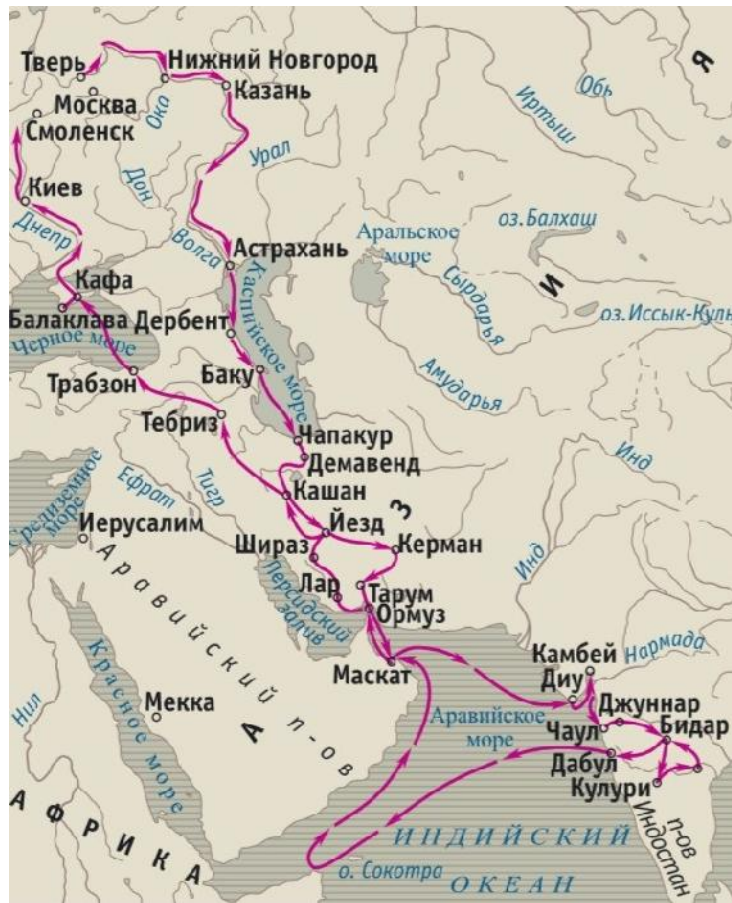 Тверь
Нижний Новгород
Казань
Москва
Ока
Смоленск
Обь
Иртыш
Я
Урал
Дон
Киев
Днепр
Волга
Астрахань
оз. Балхаш
Аральское
море
Сырдарья
И
оз. Иссык-Куль
Кафа
Каспийское море
Балаклава
Дербент
Черное море
Баку
Амударья
Трабзон
Тебриз
Чапакур
Демавенд
Инд
Средиземное
море
Ефрат
Тигр
Кашан
З
Иерусалим
Йезд
Шираз
Керман
Инд
Лар
Тарум
Персидский
залив
Ормуз
Аравийский п-ов
Маскат
Камбей
Нармада
Диу
Джуннар
Красное море
Нил
Мекка
А
Аравийское
море
Чаул
Бидар
Дабул
Кулури
п-ов
Индостан
АФРИКА
ИНДИЙСКИЙ
ОКЕАН
о. Сокотра